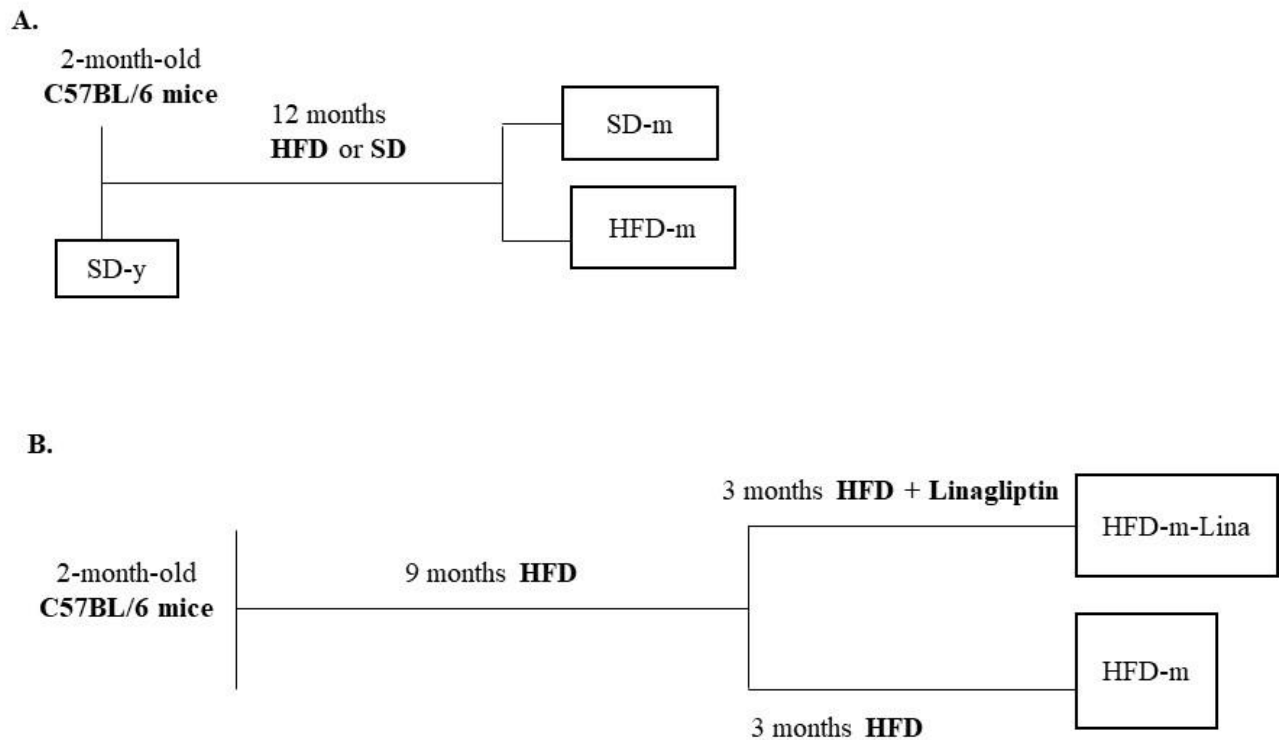 A.
2-month-old
C57BL/6 mice
12 months
HFD or SD
SD-m
HFD-m
SD-y
B.
3 months HFD + Linagliptin
HFD-m-Lina
2-month-old
C57BL/6 mice
9 months HFD
HFD-m
3 months HFD